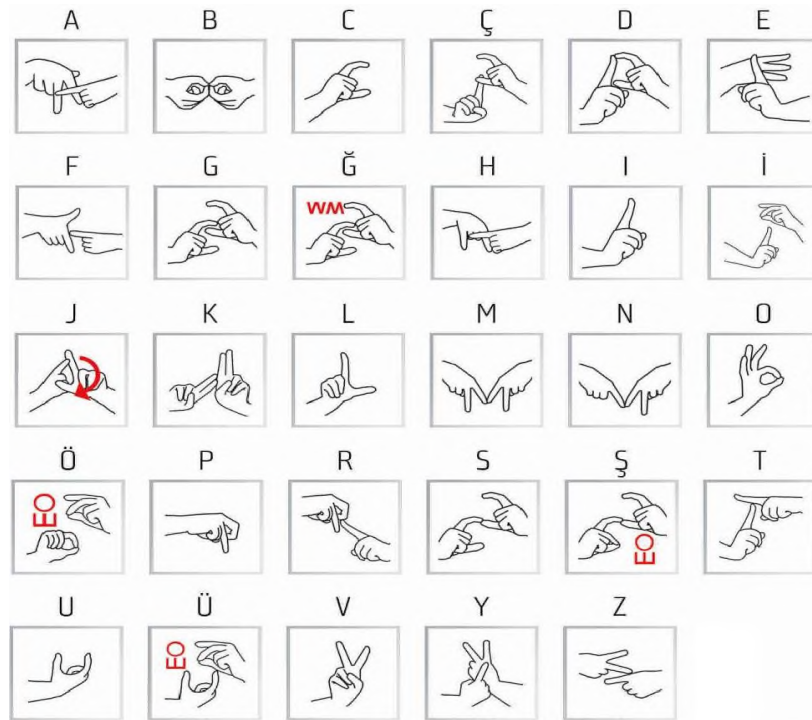 A B C Ç D E
F G Ğ H I İ
WM
J K L M N O
Ö P R S Ş T
EO
EO
U Ü V Y Z
EO